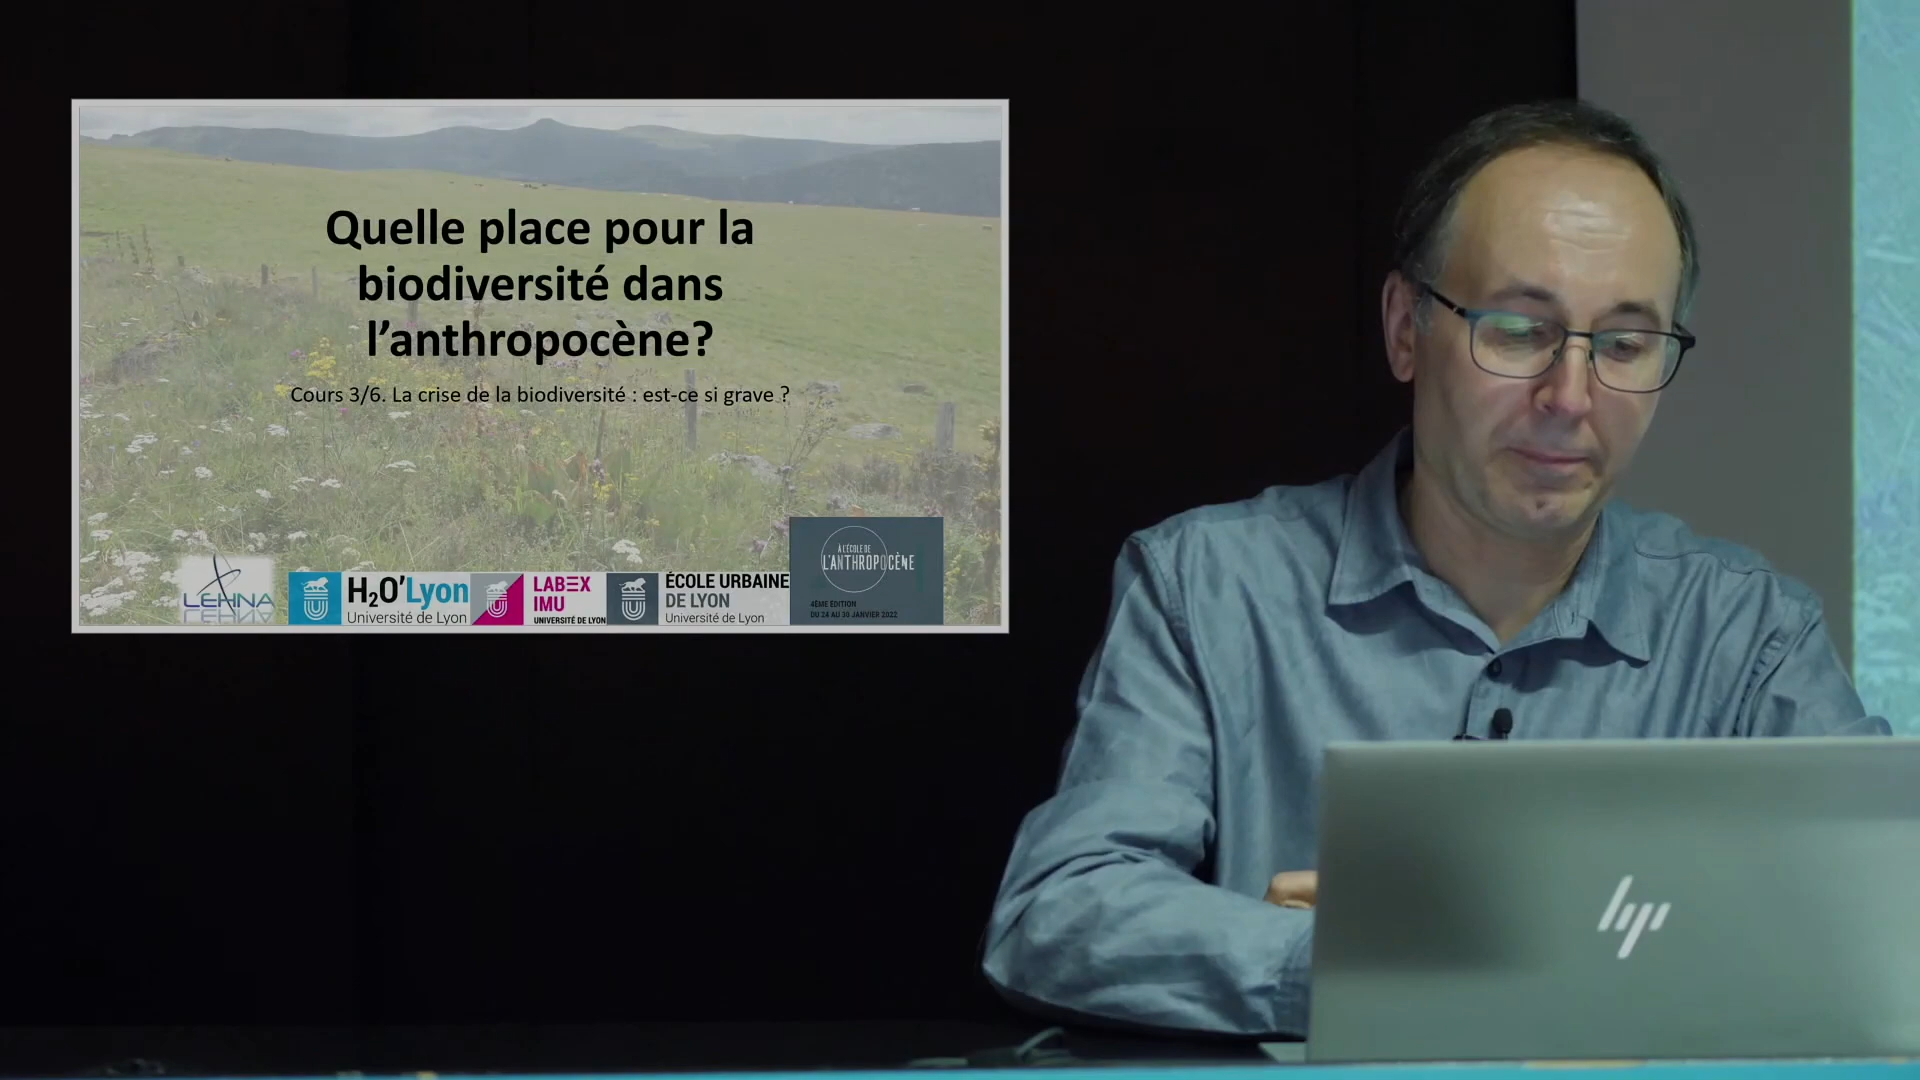 Quelle place pour la
biodiversité dans
l’anthropocène?
Cours 3/6. La crise de la biodiversité : est-ce si grave ?
LEHNA
H2O’Lyon
Université de Lyon
LABEX
IMU
UNIVERSITÉ DE LYON
ÉCOLE URBAINE
DE LYON
Université de Lyon
À L'ÉCOLE DE
L'ANTHROPOCÈNE
4ÈME ÉDITION
DU 24 AU 30 JANVIER 2022
hp